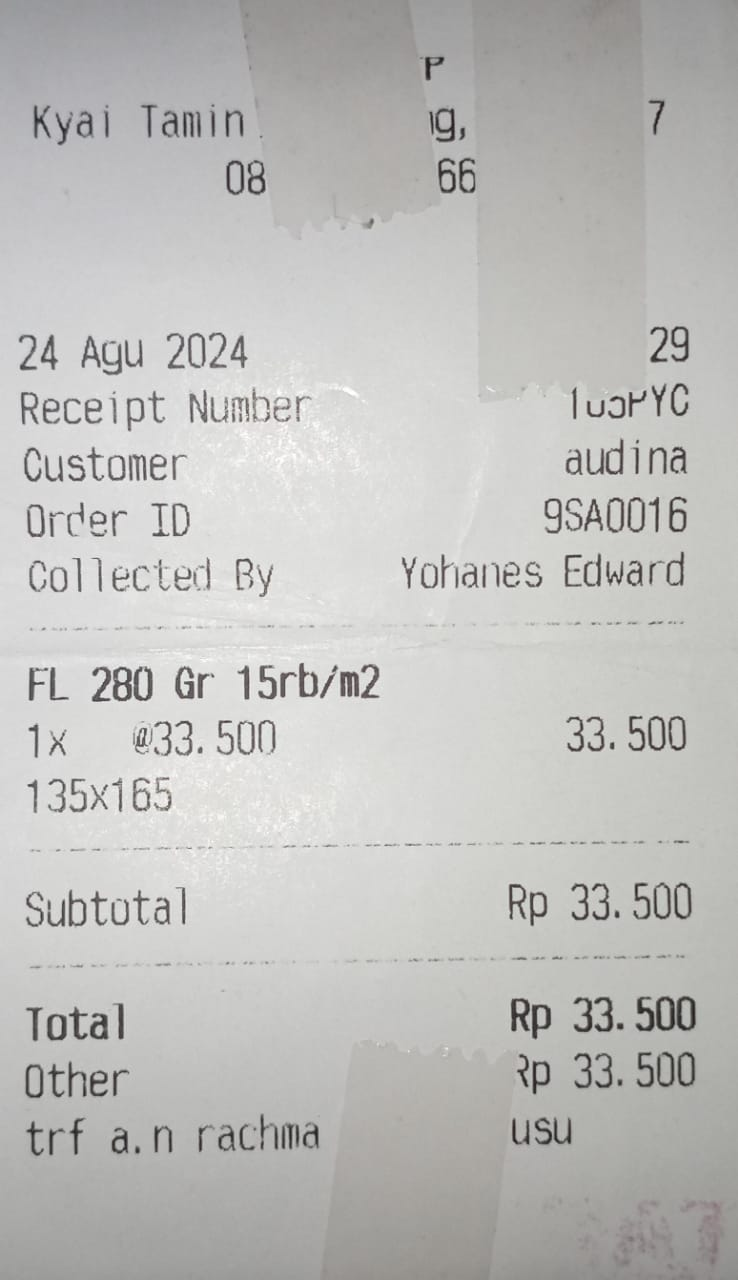 P
Kyai Tamin 7
08 66
24 Agu 2024 29
Receipt Number
Customer audina
Order ID 9SA0016
Collected By Yohanes Edward
FL 280 Gr 15rb/m2
1x @33.500 33.500
135x165
Subtotal Rp 33.500
Total Rp 33.500
Other Rp 33.500
trf a.n rachma usu